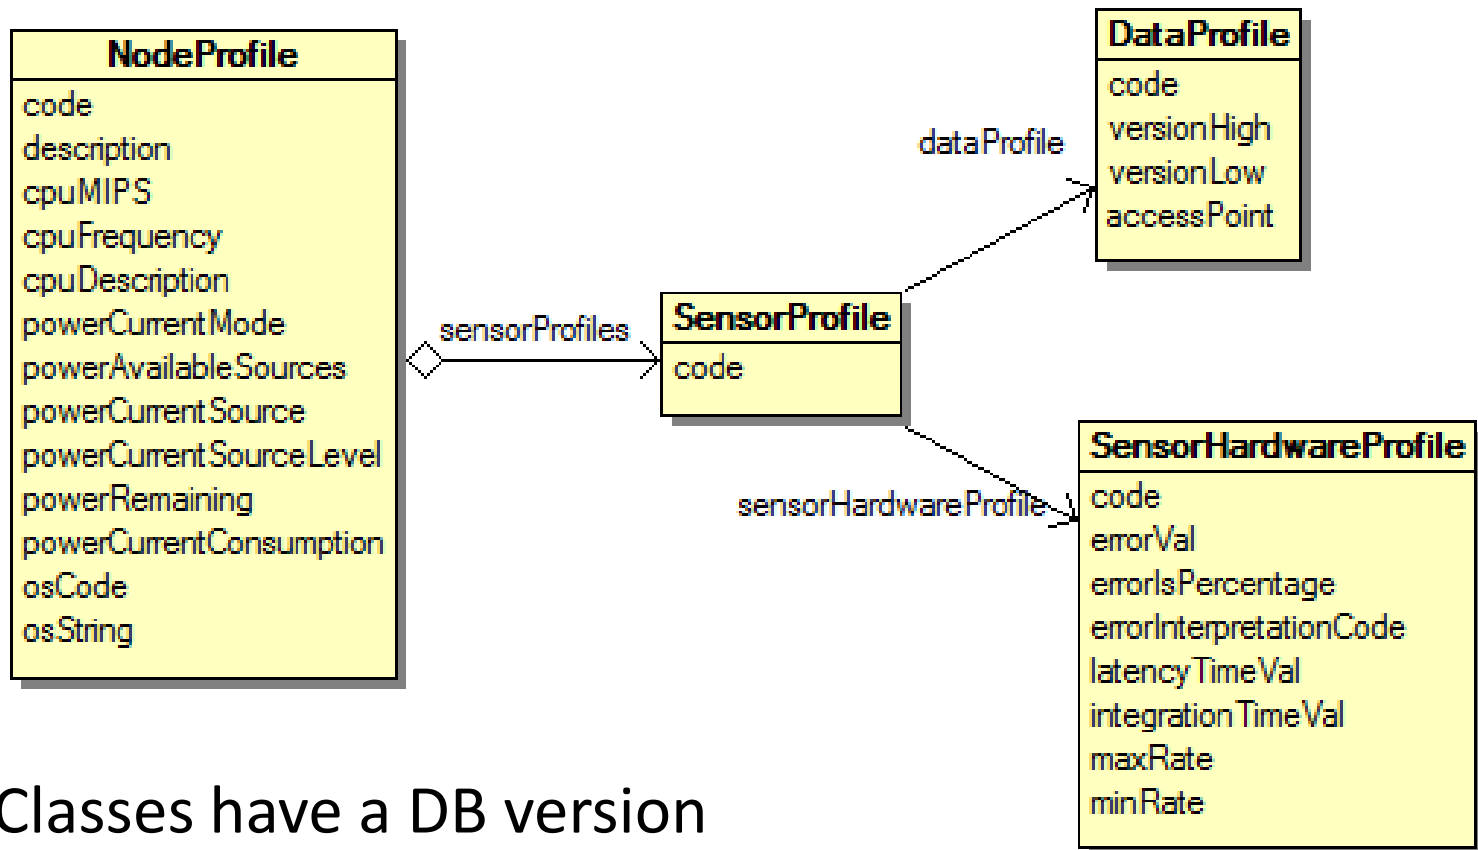 NodeProfile
code
description
cpuMIPS
cpuFrequency
cpuDescription
powerCurrentMode
powerAvailableSources
powerCurrentSource
powerCurrentSourceLevel
powerRemaining
powerCurrentConsumption
osCode
osString
sensorProfiles
SensorProfile
code
dataProfile
DataProfile
code
versionHigh
versionLow
accessPoint
sensorHardwareProfile
SensorHardwareProfile
code
errorVal
errorIsPercentage
errorInterpretationCode
latencyTimeVal
integrationTimeVal
maxRate
minRate
Classes have a DB version